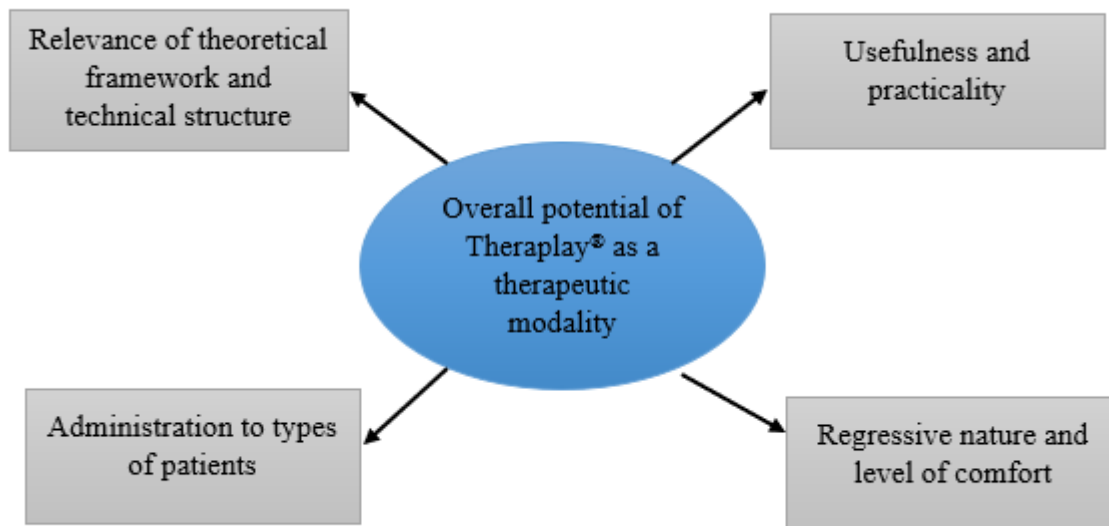 Relevance of theoretical
framework and
technical structure
Usefulness and
practicality
Overall potential of
Theraplay® as a
therapeutic
modality
Administration to types
of patients
Regressive nature and
level of comfort